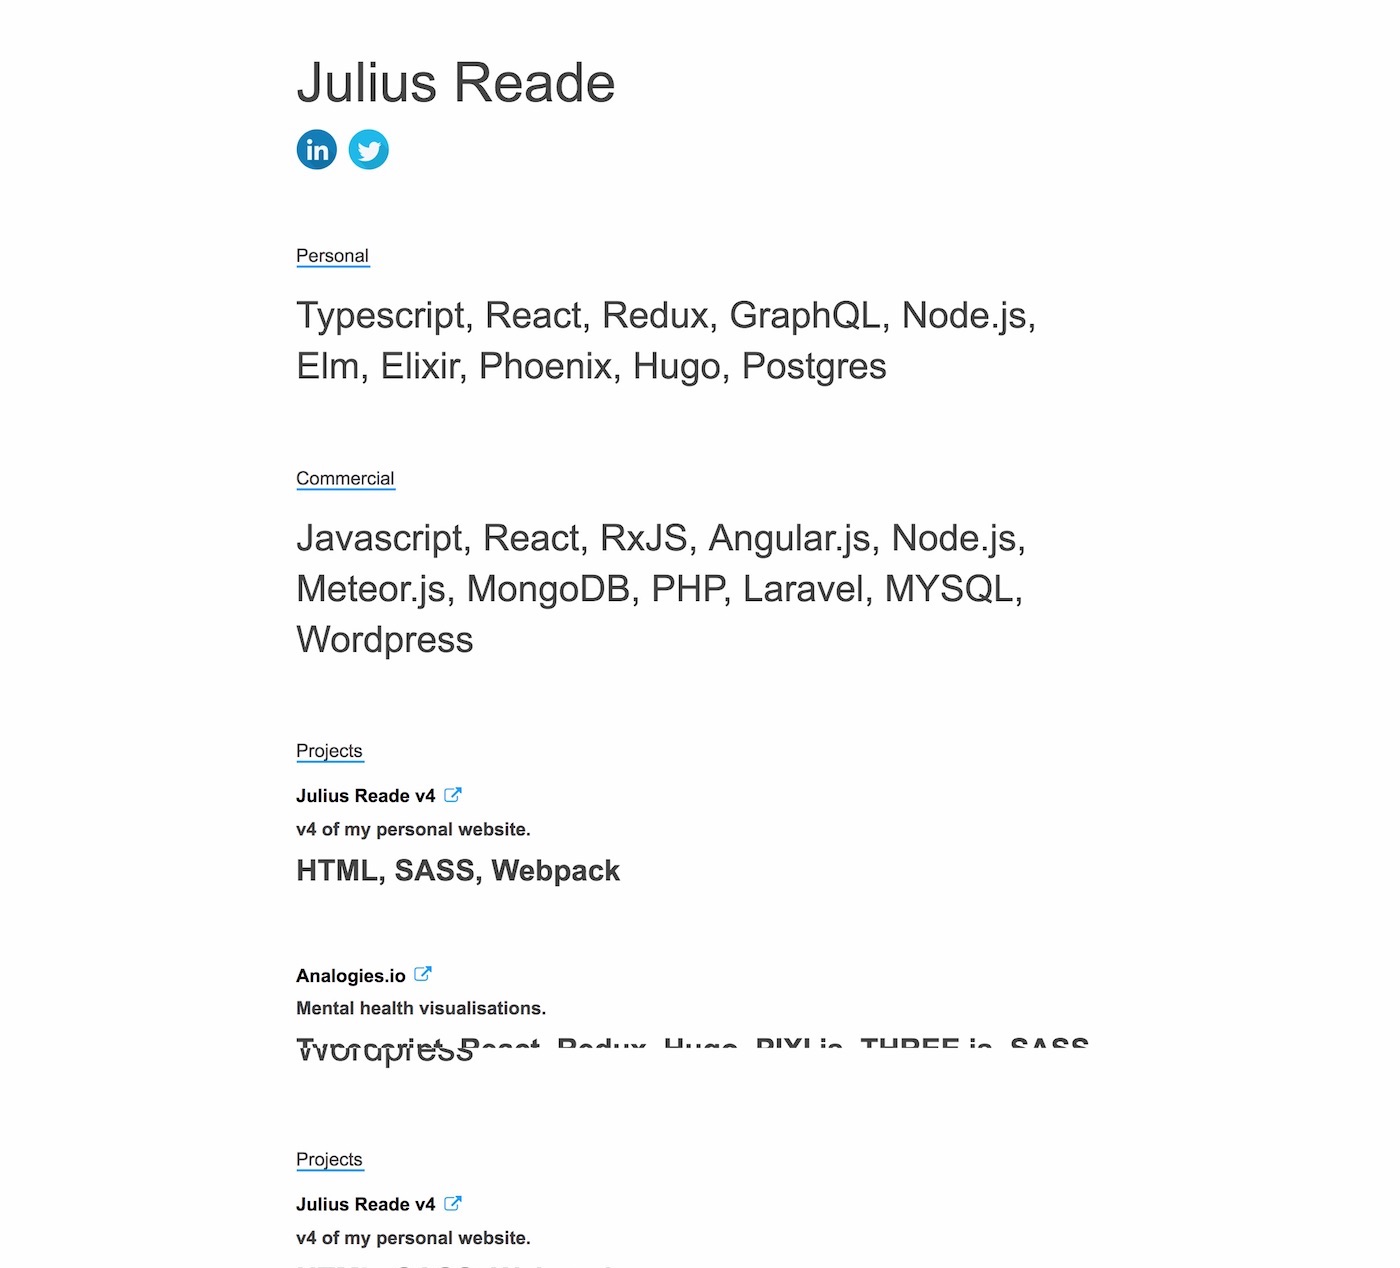 Julius Reade
in
Personal
Typescript, React, Redux, GraphQL, Node.js,
Elm, Elixir, Phoenix, Hugo, Postgres
Commercial
Javascript, React, RxJS, Angular.js, Node.js,
Meteor.js, MongoDB, PHP, Laravel, MYSQL,
Wordpress
Projects
Julius Reade v4
v4 of my personal website.
HTML, SASS, Webpack
Analogies.io
Mental health visualisations.
Typescript, React, Redux, Hugo, PIXI.js, THREE.js, SASS
Wordpress
Projects
Julius Reade v4
v4 of my personal website.